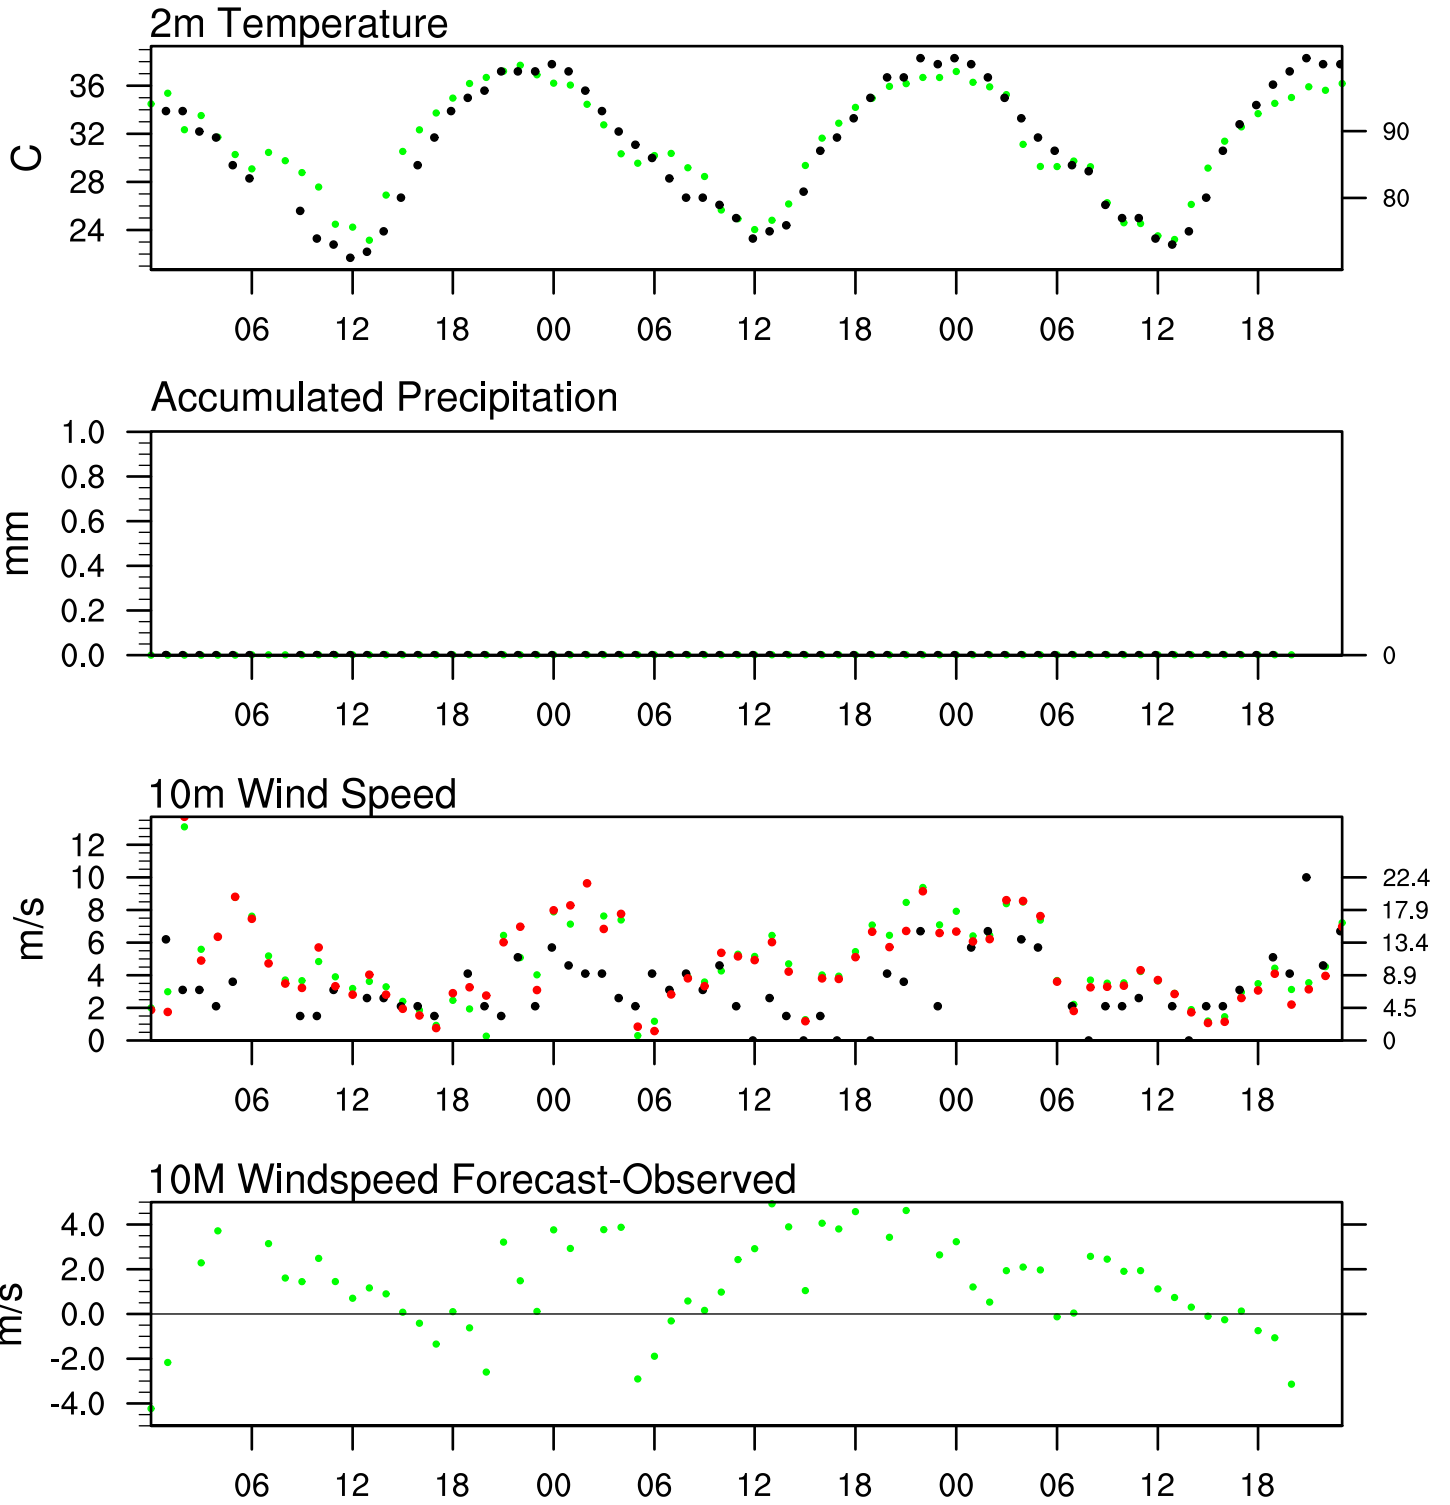 2m Temperature
36
32
28
24
C
90
80
06 12 18 00 06 12 18 00 06 12 18
Accumulated Precipitation
1.0
0.8
0.6
0.4
0.2
0.0
mm
0
06 12 18 00 06 12 18 00 06 12 18
10m Wind Speed
12
10
8
6
4
2
0
m/s
22.4
17.9
13.4
8.9
4.5
0
06 12 18 00 06 12 18 00 06 12 18
10M Windspeed Forecast-Observed
4.0
2.0
0.0
-2.0
-4.0
m/s
06 12 18 00 06 12 18 00 06 12 18